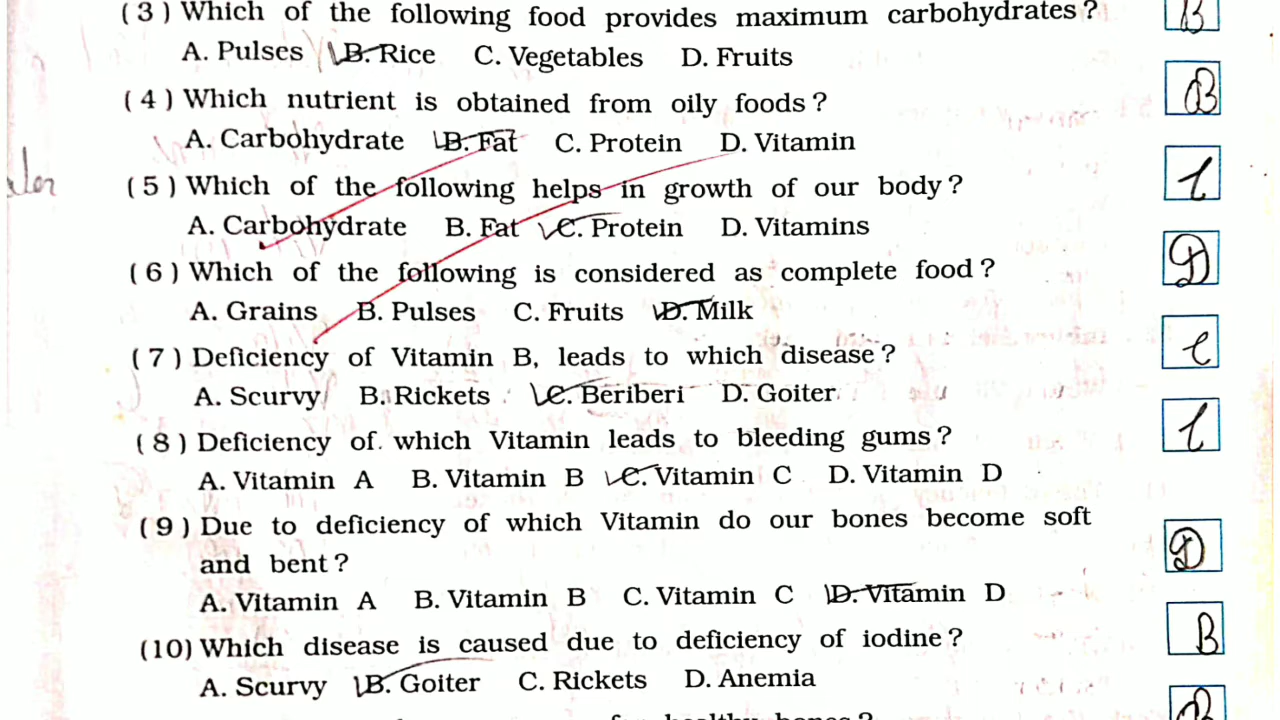 (3) Which of the following food provides maximum carbohydrates? B
A. Pulses B. Rice C. Vegetables D. Fruits
(4) Which nutrient is obtained from oily foods? B
A. Carbohydrate B. Fat C. Protein D. Vitamin
(5) Which of the following helps in growth of our body? C
A. Carbohydrate B. Fat C. Protein D. Vitamins
(6) Which of the following is considered as complete food? D
A. Grains B. Pulses C. Fruits D. Milk
(7) Deficiency of Vitamin B, leads to which disease? C
A. Scurvy B. Rickets C. Beriberi D. Goiter
(8) Deficiency of which Vitamin leads to bleeding gums? C
A. Vitamin A B. Vitamin B C. Vitamin C D. Vitamin D
(9) Due to deficiency of which Vitamin do our bones become soft
and bent? D
A. Vitamin A B. Vitamin B C. Vitamin C D. Vitamin D
(10) Which disease is caused due to deficiency of iodine? B
A. Scurvy B. Goiter C. Rickets D. Anemia
for healthy bones? B